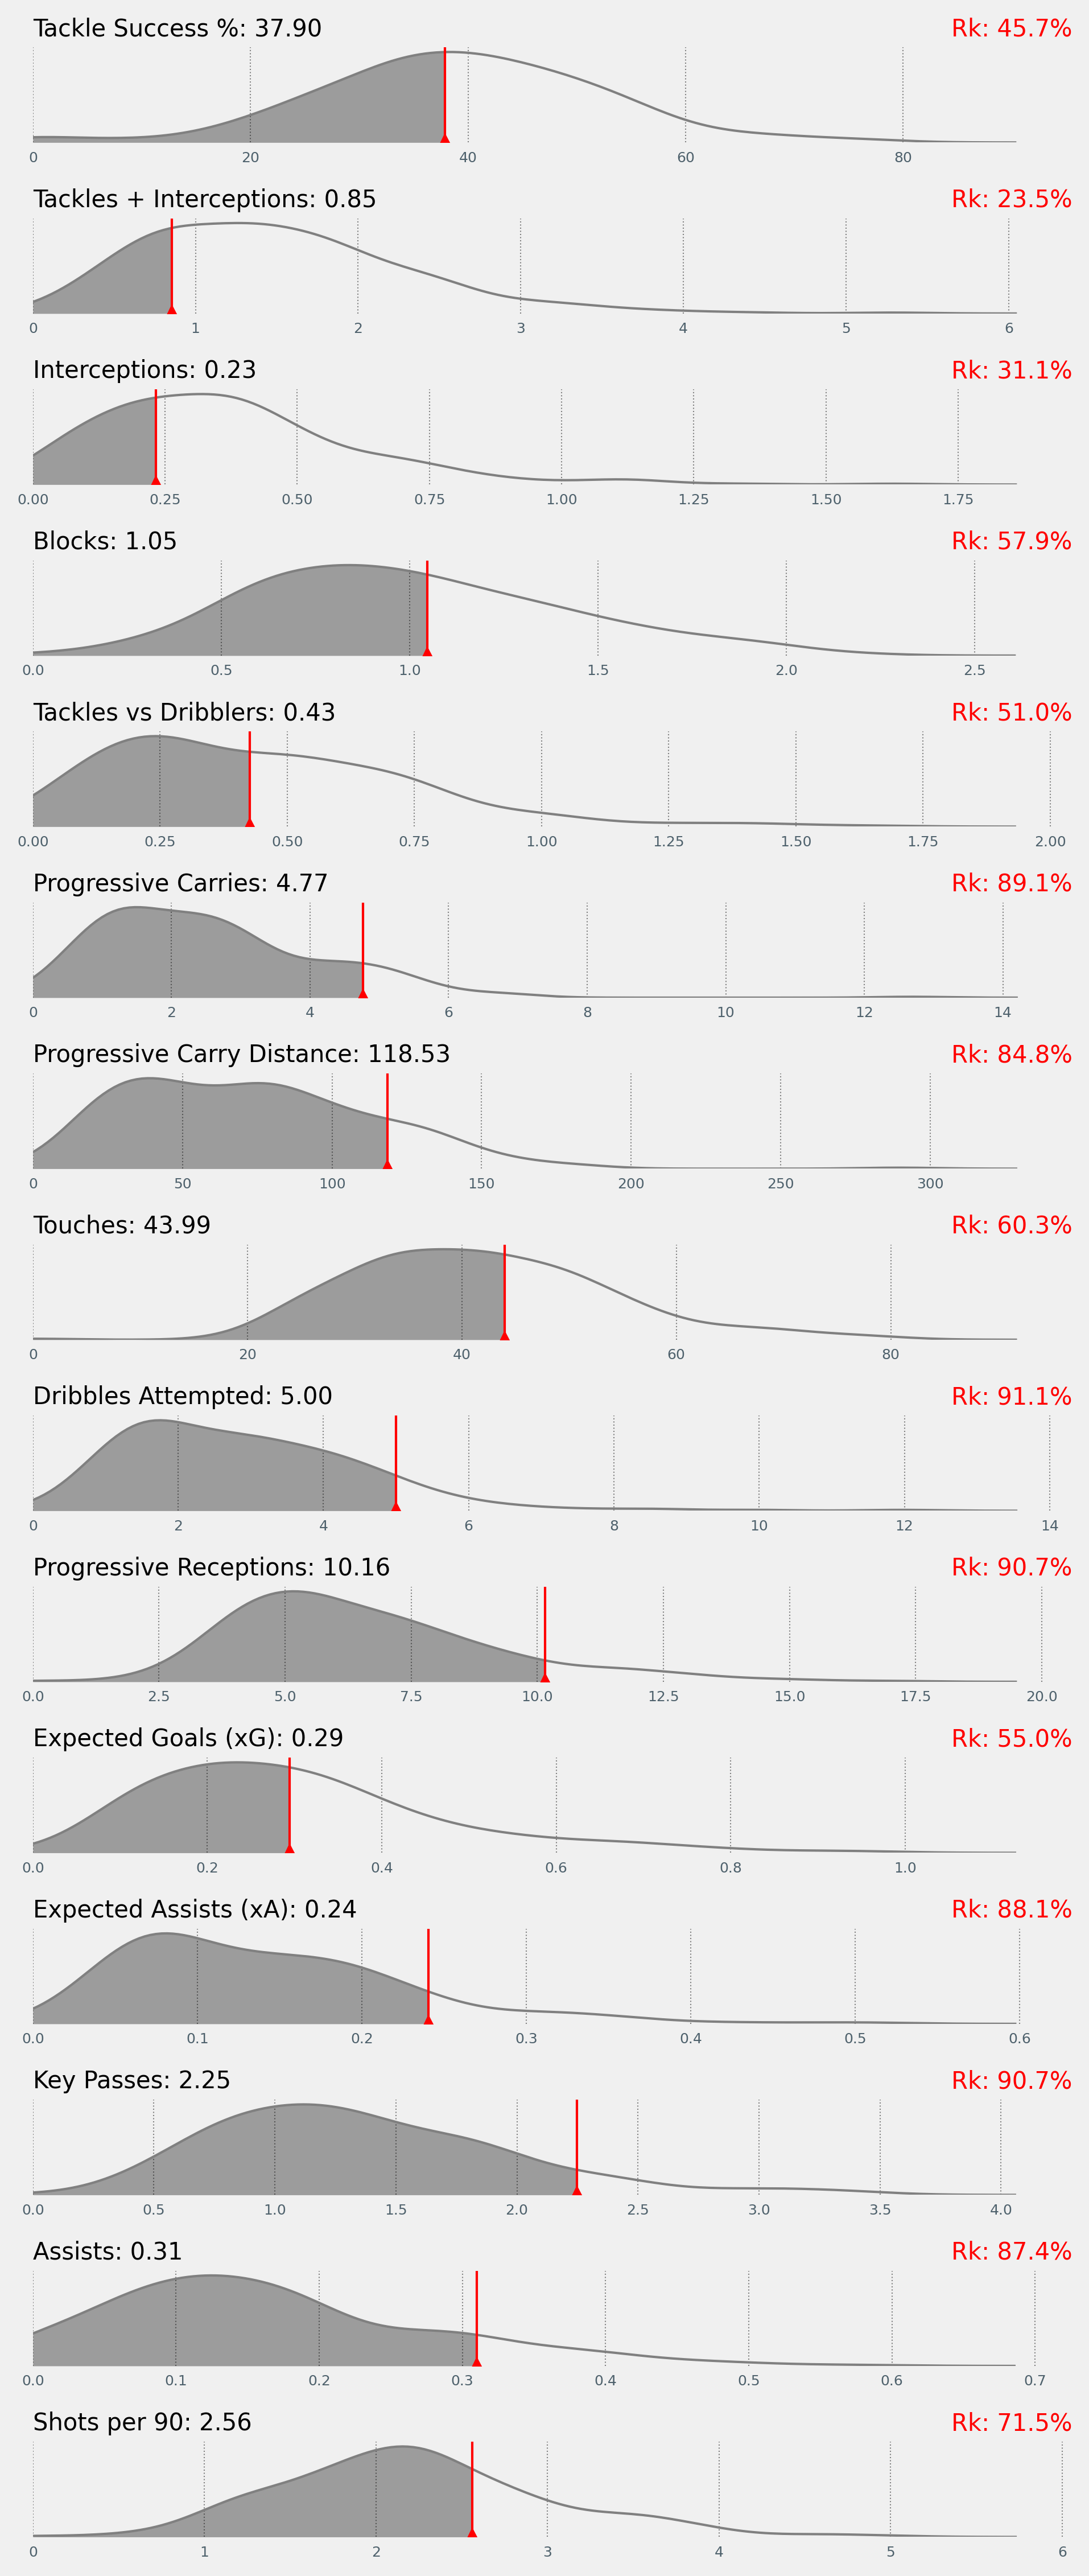 Tackle Success %: 37.90 Rk: 45.7%
0 20 40 60 80
Tackles + Interceptions: 0.85 Rk: 23.5%
0 1 2 3 4 5 6
Interceptions: 0.23 Rk: 31.1%
0.00 0.25 0.50 0.75 1.00 1.25 1.50 1.75
Blocks: 1.05 Rk: 57.9%
0.0 0.5 1.0 1.5 2.0 2.5
Tackles vs Dribblers: 0.43 Rk: 51.0%
0.00 0.25 0.50 0.75 1.00 1.25 1.50 1.75 2.00
Progressive Carries: 4.77 Rk: 89.1%
0 2 4 6 8 10 12 14
Progressive Carry Distance: 118.53 Rk: 84.8%
0 50 100 150 200 250 300
Touches: 43.99 Rk: 60.3%
0 20 40 60 80
Dribbles Attempted: 5.00 Rk: 91.1%
0 2 4 6 8 10 12 14
Progressive Receptions: 10.16 Rk: 90.7%
0.0 2.5 5.0 7.5 10.0 12.5 15.0 17.5 20.0
Expected Goals (xG): 0.29 Rk: 55.0%
0.0 0.2 0.4 0.6 0.8 1.0
Expected Assists (xA): 0.24 Rk: 88.1%
0.0 0.1 0.2 0.3 0.4 0.5 0.6
Key Passes: 2.25 Rk: 90.7%
0.0 0.5 1.0 1.5 2.0 2.5 3.0 3.5 4.0
Assists: 0.31 Rk: 87.4%
0.0 0.1 0.2 0.3 0.4 0.5 0.6 0.7
Shots per 90: 2.56 Rk: 71.5%
0 1 2 3 4 5 6